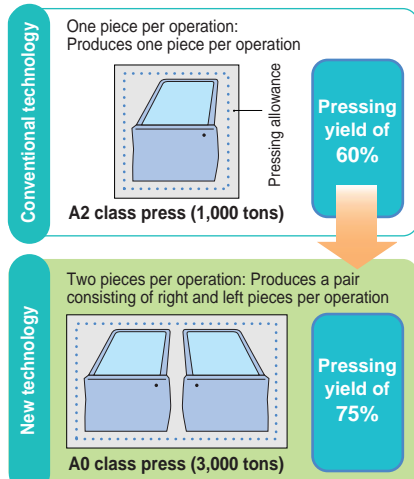 Conventional technology
One piece per operation:
Produces one piece per operation
Pressing allowance
A2 class press (1,000 tons)
Pressing
yield of
60%
New technology
Two pieces per operation: Produces a pair
consisting of right and left pieces per operation
A0 class press (3,000 tons)
Pressing
yield of
75%